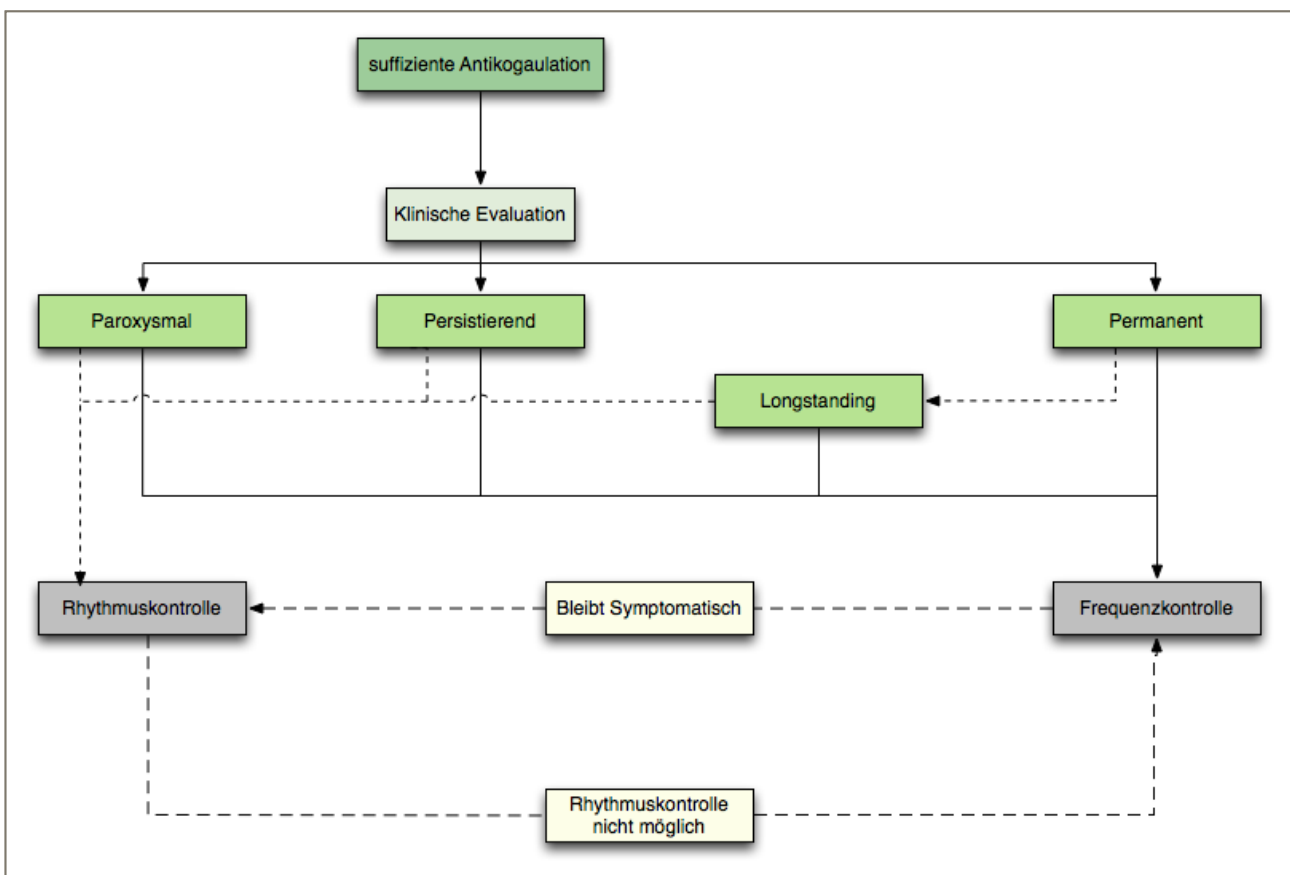 suffiziente Antikogaulation
Klinische Evaluation
Paroxysmal
Persistierend
Permanent
Longstanding
Rhythmuskontrolle
Bleibt Symptomatisch
Frequenzkontrolle
Rhythmuskontrolle
nicht möglich